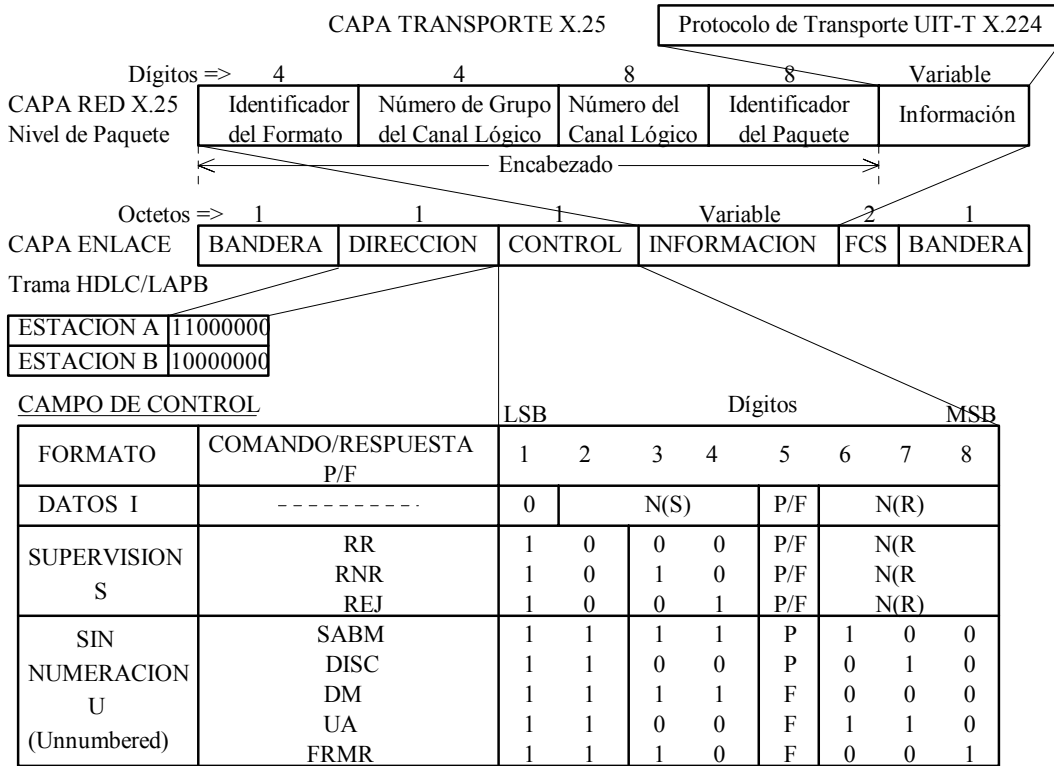 CAPA TRANSPORTE X.25 Protocolo de Transporte UIT-T X.224
Dígitos => 4 4 8 8 Variable
CAPA RED X.25
Nivel de Paquete
Identificador del Formato
Número de Grupo del Canal Lógico
Número del Canal Lógico
Identificador del Paquete
Información
Encabezado
Octetos => 1 1 1 Variable 2 1
CAPA ENLACE BANDERA DIRECCION CONTROL INFORMACION FCS BANDERA
Trama HDLC/LAPB
ESTACION A 11000000
ESTACION B 10000000
CAMPO DE CONTROL LSB Dígitos MSB
FORMATO COMANDO/RESPUESTA P/F 1 2 3 4 5 6 7 8
DATOS I 0 N(S) P/F N(R)
SUPERVISION S
RR 1 0 0 0 P/F N(R
RNR 1 0 1 0 P/F N(R
REJ 1 0 0 1 P/F N(R)
SIN NUMERACION U (Unnumbered)
SABM 1 1 1 1 P 1 0 0
DISC 1 1 0 0 P 0 1 0
DM 1 1 1 1 F 0 0 0
UA 1 1 0 0 F 1 1 0
FRMR 1 1 1 0 F 0 0 1